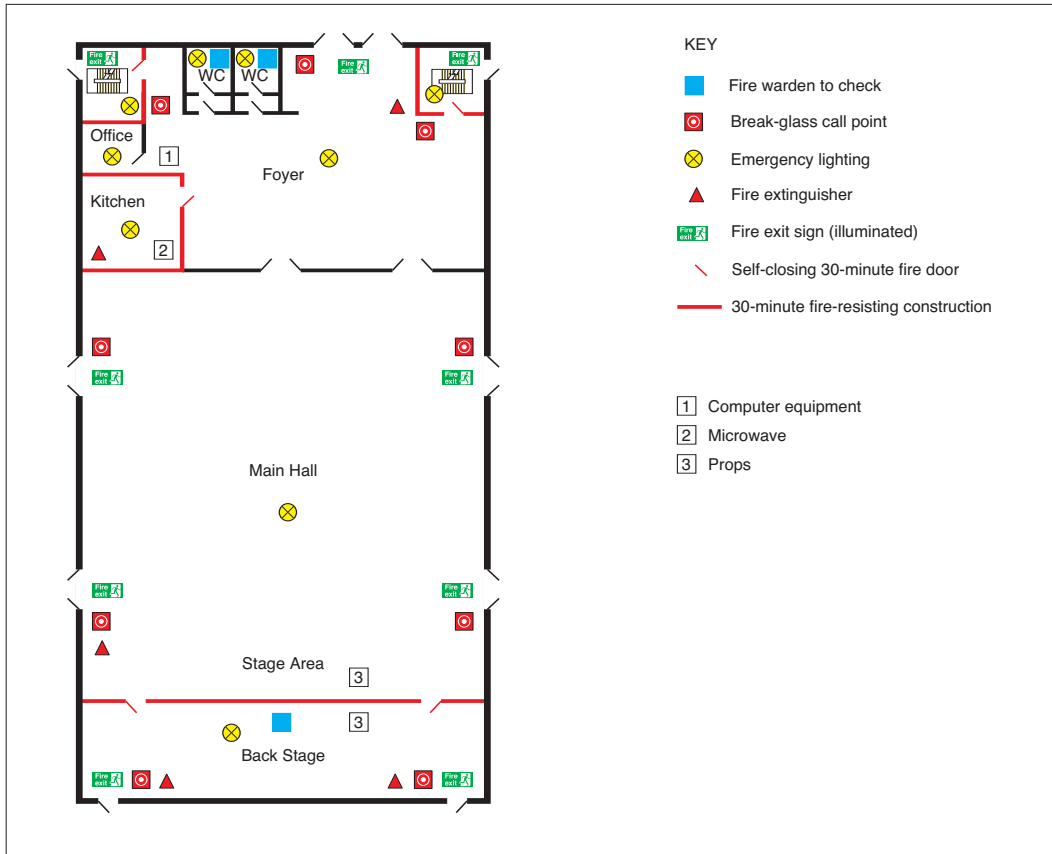 Fire
exit
Fire
exit
Fire
exit
WC
WC
Office
1
Foyer
Kitchen
2
Fire
exit
Fire
exit
Main Hall
Fire
exit
Fire
exit
Stage Area
3
3
Back Stage
Fire
exit
Fire
exit
KEY
Fire warden to check
Break-glass call point
Emergency lighting
Fire extinguisher
Fire
exit
Fire exit sign (illuminated)
Self-closing 30-minute fire door
30-minute fire-resisting construction
1 Computer equipment
2 Microwave
3 Props